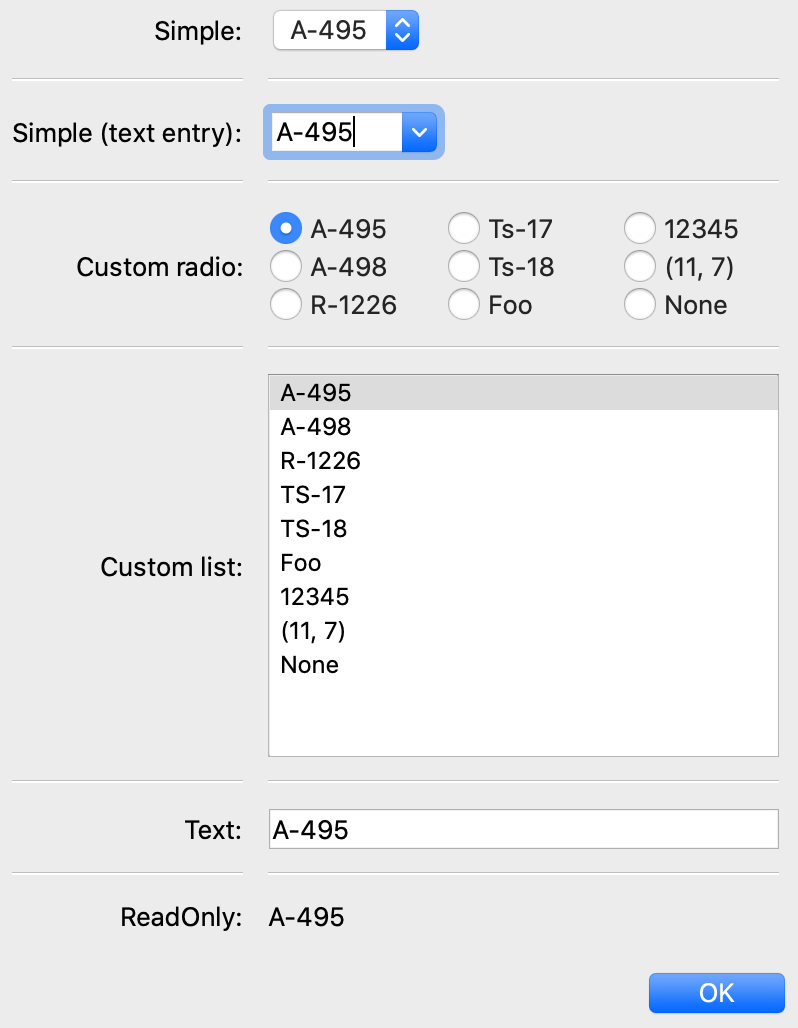 Simple: A-495
Simple (text entry): A-495
A-495 Ts-17 12345
Custom radio: A-498 Ts-18 (11, 7)
R-1226 Foo None
A-495
A-498
R-1226
TS-17
TS-18
Custom list: Foo
12345
(11, 7)
None
Text: A-495
ReadOnly: A-495
OK